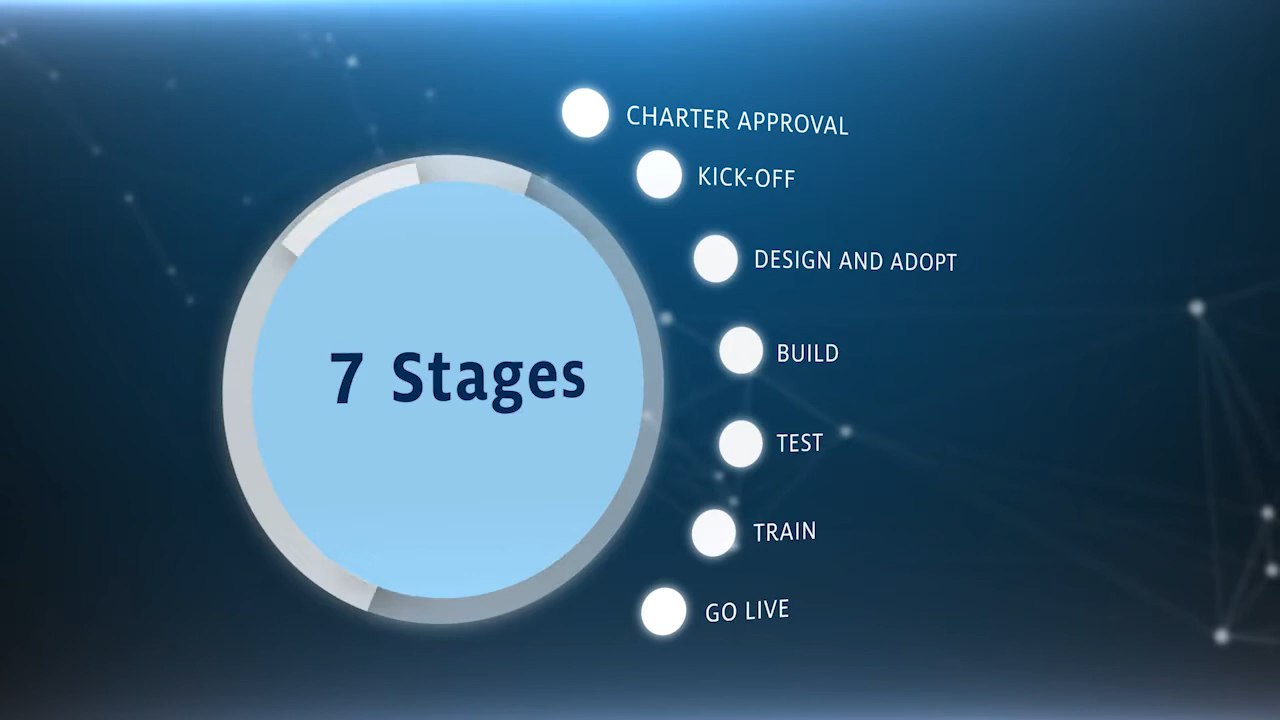 CHARTER APPROVAL
KICK-OFF
DESIGN AND ADOPT
7 Stages
BUILD
TEST
TRAIN
GO LIVE